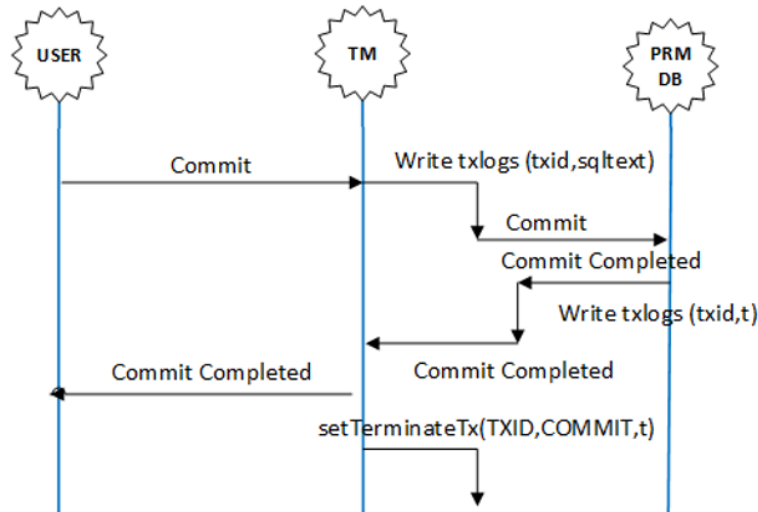 USER
TM
PRM
DB
Commit
Write txlogs (txid,sqltext)
Commit
Commit Completed
Write txlogs (txid,t)
Commit Completed
Commit Completed
setTerminateTx(TXID,COMMIT,t)